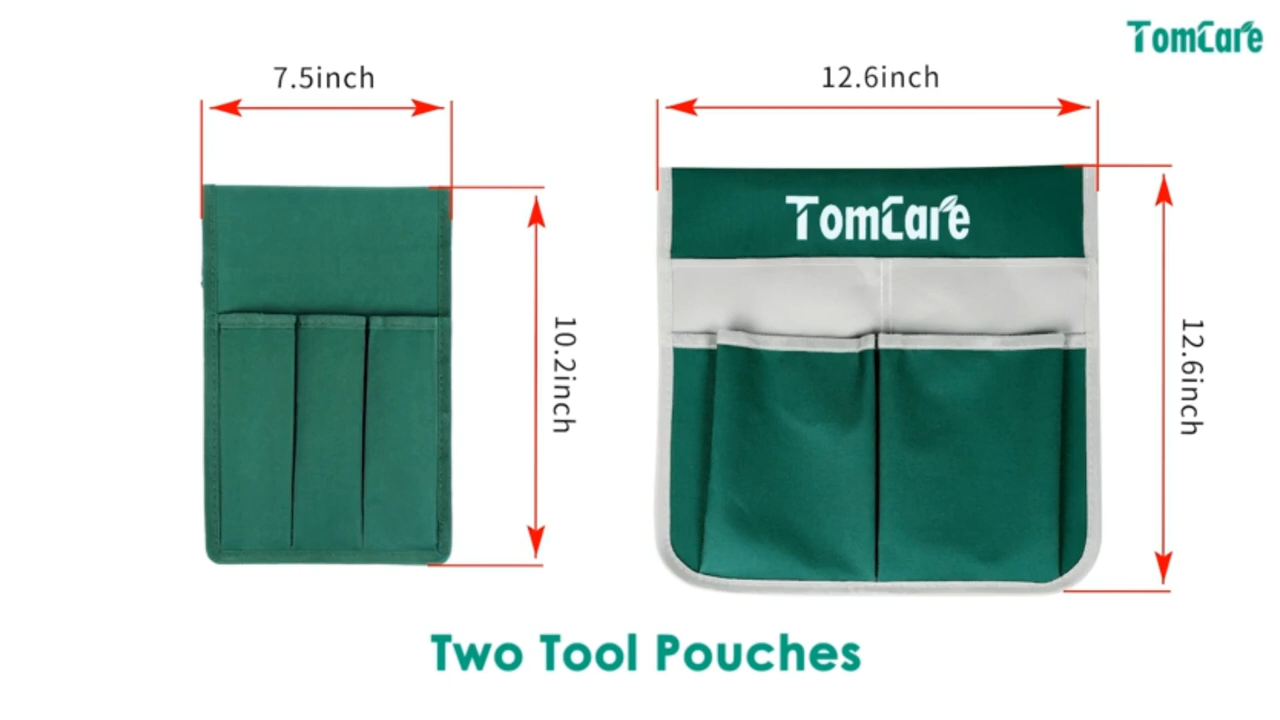 TomCare
7.5inch
12.6inch
TomCare
10.2inch
12.6inch
Two Tool Pouches